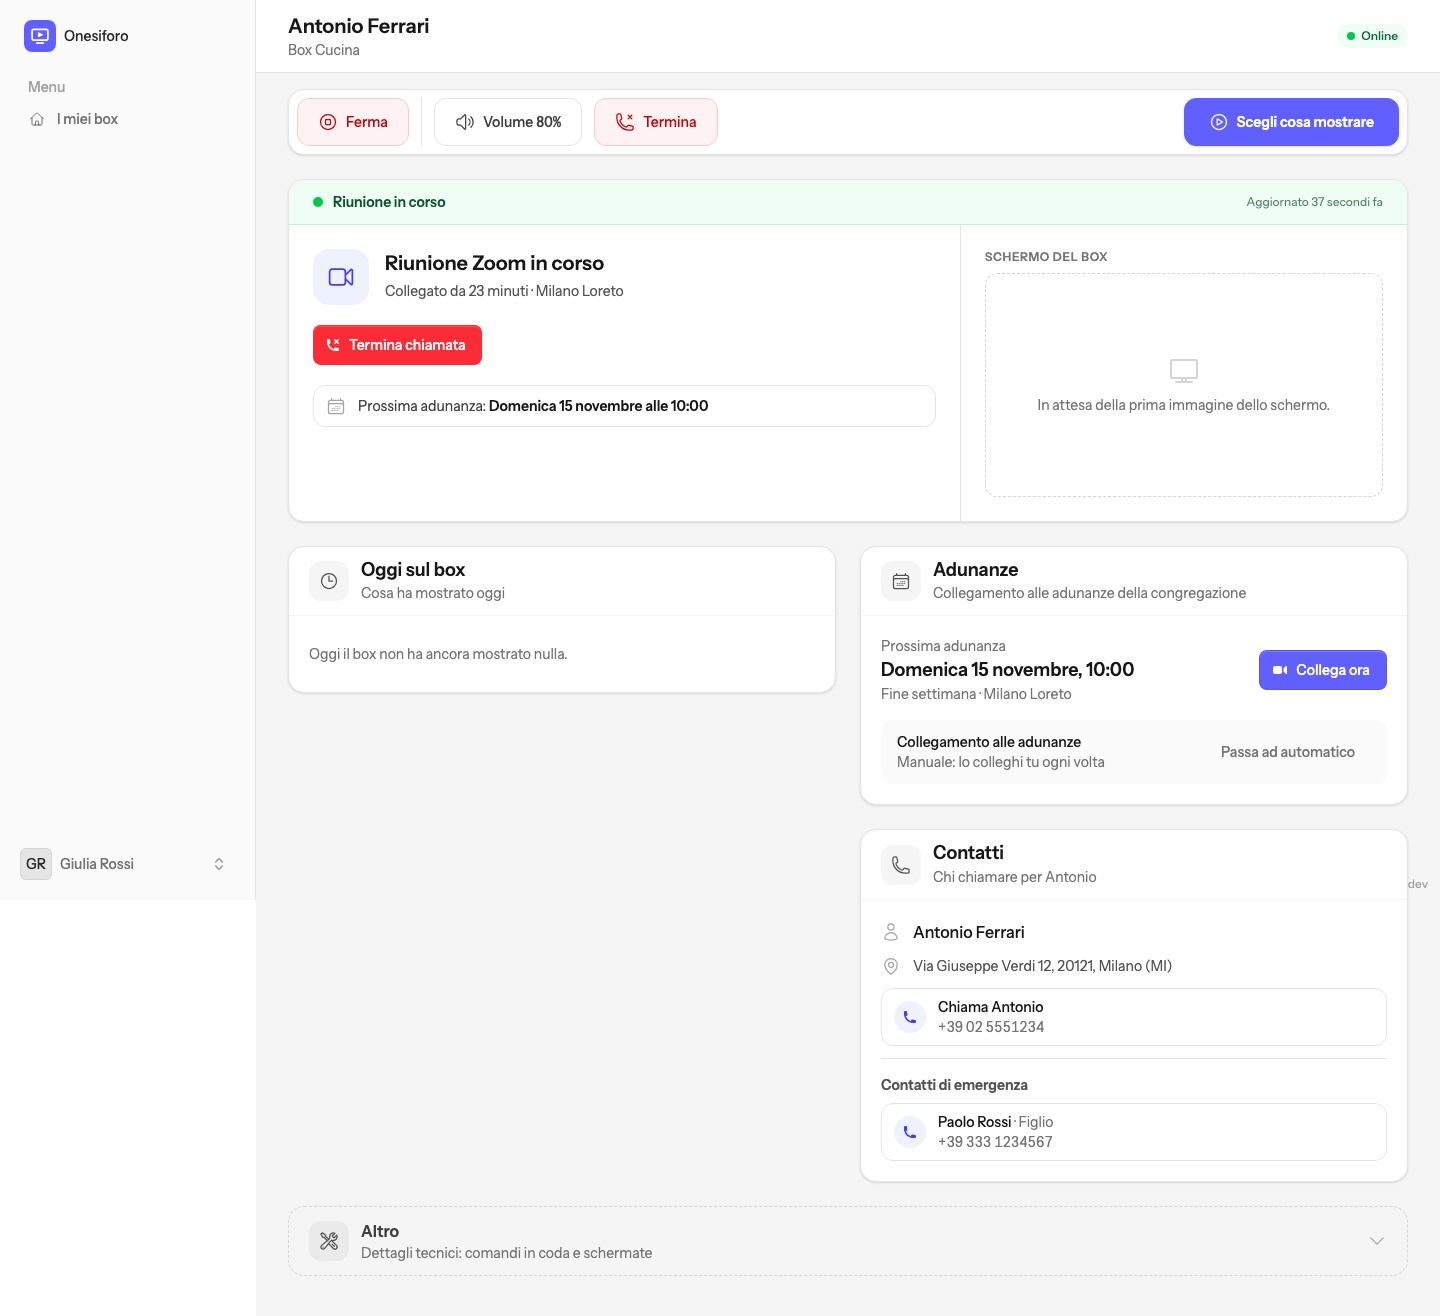 Onesiforo
Menu
I miei box
GR Giulia Rossi
Antonio Ferrari
Box Cucina
Online
Ferma
Volume 80%
Termina
Scegli cosa mostrare
Riunione in corso
Aggiornato 37 secondi fa
Riunione Zoom in corso
Collegato da 23 minuti · Milano Loreto
Termina chiamata
Prossima adunanza: Domenica 15 novembre alle 10:00
SCHERMO DEL BOX
In attesa della prima immagine dello schermo.
Oggi sul box
Cosa ha mostrato oggi
Oggi il box non ha ancora mostrato nulla.
Adunanze
Collegamento alle adunanze della congregazione
Prossima adunanza
Domenica 15 novembre, 10:00
Fine settimana · Milano Loreto
Collega ora
Collegamento alle adunanze
Manuale: lo colleghi tu ogni volta
Passa ad automatico
Contatti
Chi chiamare per Antonio
dev
Antonio Ferrari
Via Giuseppe Verdi 12, 20121, Milano (MI)
Chiama Antonio
+39 02 5551234
Contatti di emergenza
Paolo Rossi · Figlio
+39 333 1234567
Altro
Dettagli tecnici: comandi in coda e schermate